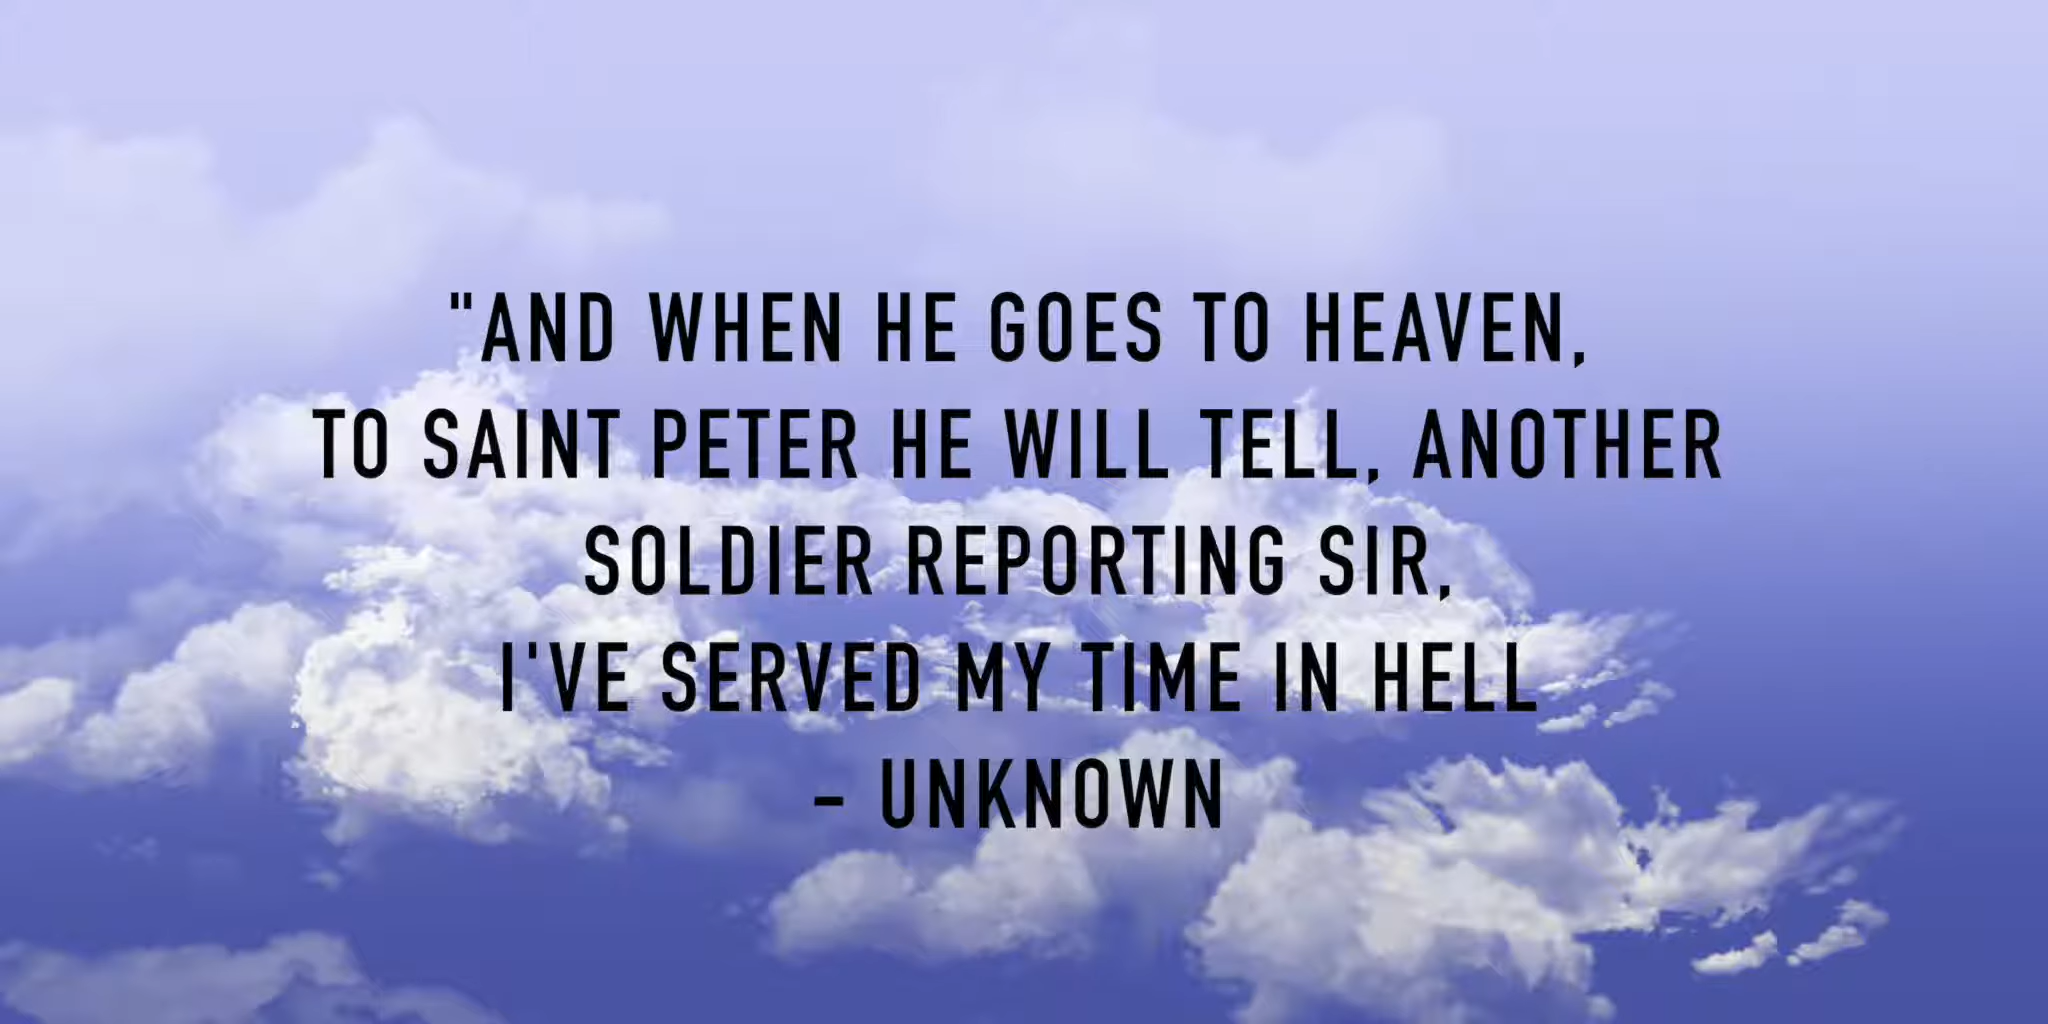 "AND WHEN HE GOES TO HEAVEN,
TO SAINT PETER HE WILL TELL, ANOTHER
SOLDIER REPORTING SIR,
I'VE SERVED MY TIME IN HELL
- UNKNOWN